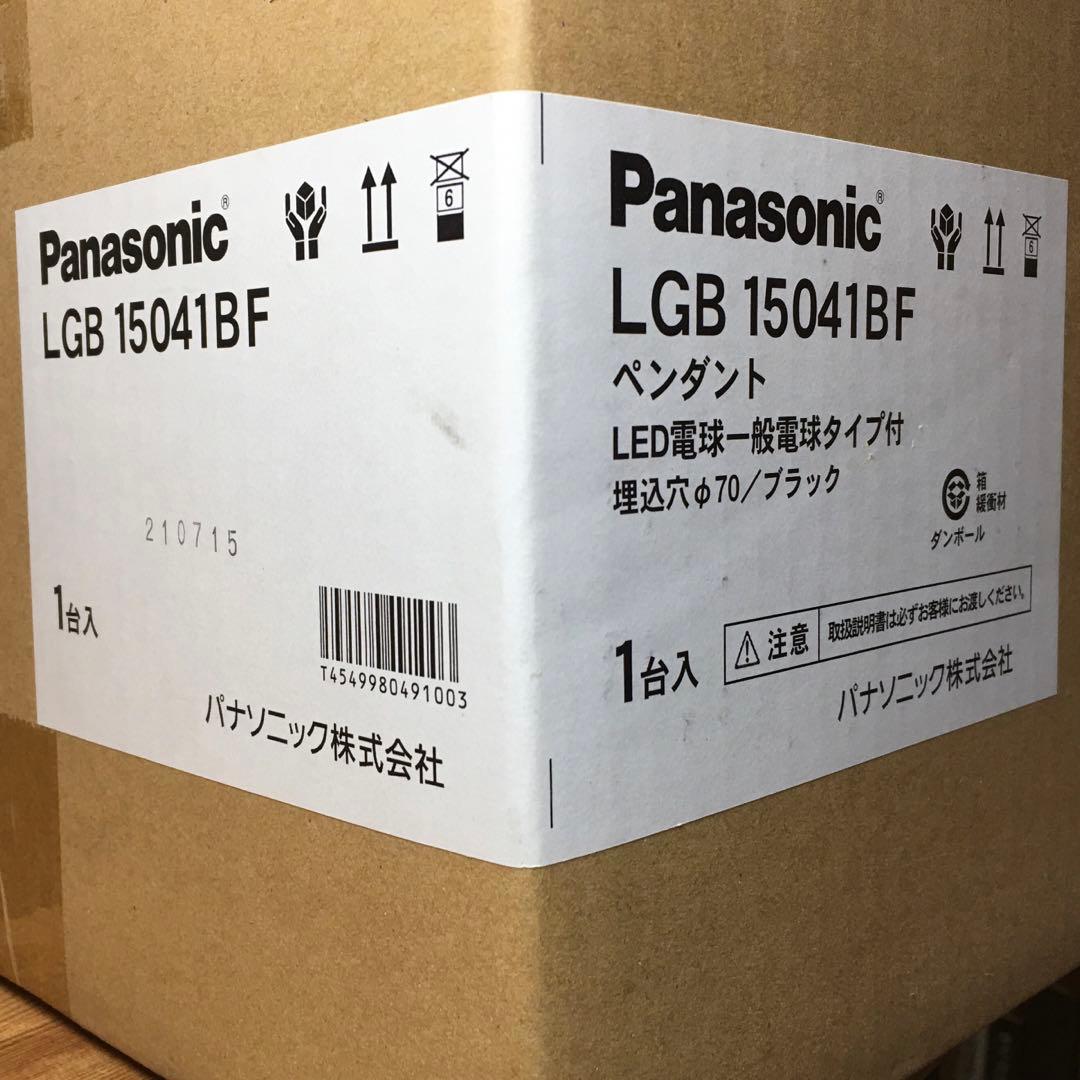 Panasonic®
LGB 15041BF
6
210715
1台入
T4549980491003
パナソニック株式会社
Panasonic®
LGB 15041BF
6
ペンダント
LED電球一般電球タイプ付
埋込穴φ70／ブラック
箱
緩衝材
ダンボール
1台入
注意 取扱説明書は必ずお客様にお渡しください。
パナソニック株式会社